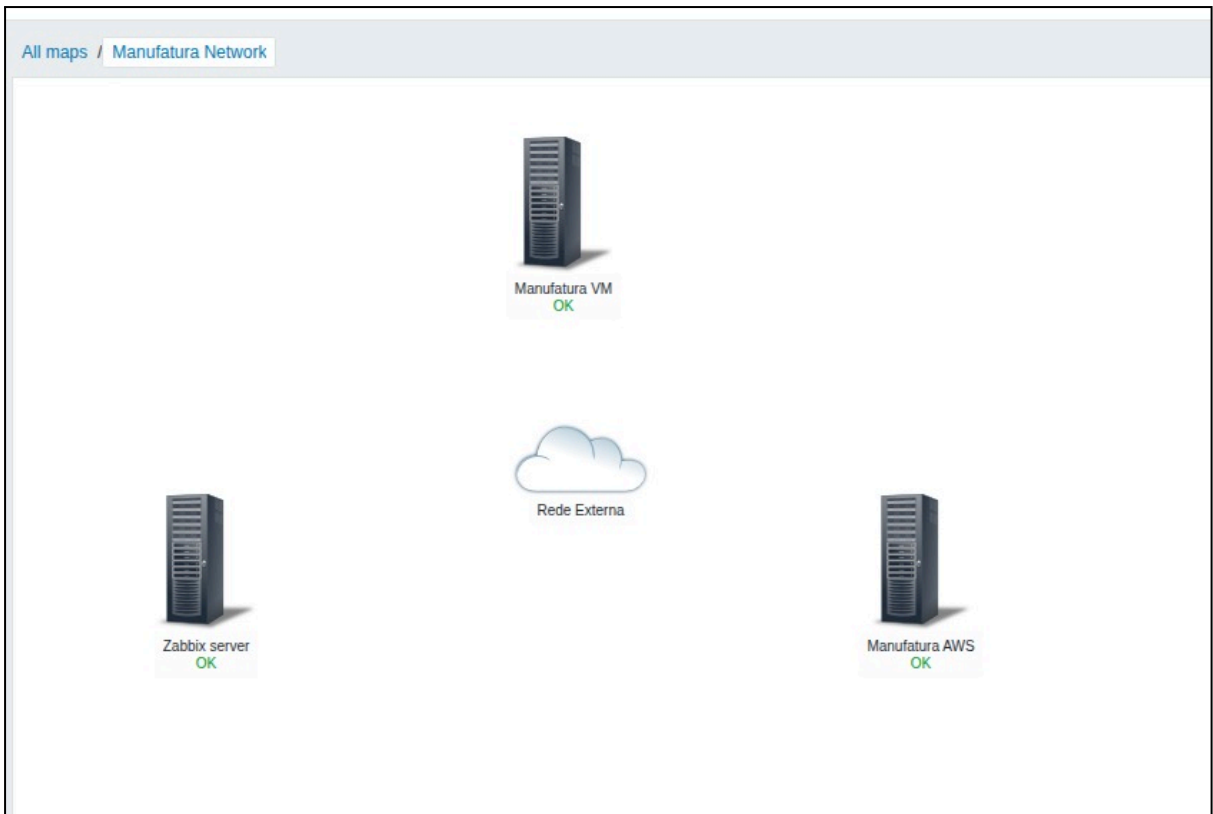 All maps / Manufatura Network
Manufatura VM
OK
Rede Externa
Zabbix server
OK
Manufatura AWS
OK